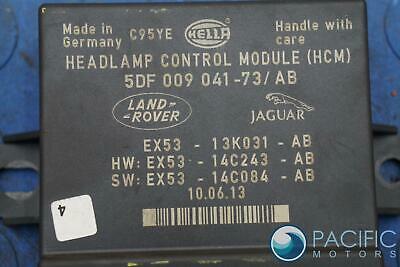 Made in Germany C95YE HELLA Handle with care
HEADLAMP CONTROL MODULE (HCM)
5DF 009 041-73/AB
LAND ROVER JAGUAR
EX53 - 13K031 - AB
HW: EX53 - 14C243 - AB
SW: EX53 - 14C084 - AB
10.06.13
4
PACIFIC
MOTORS